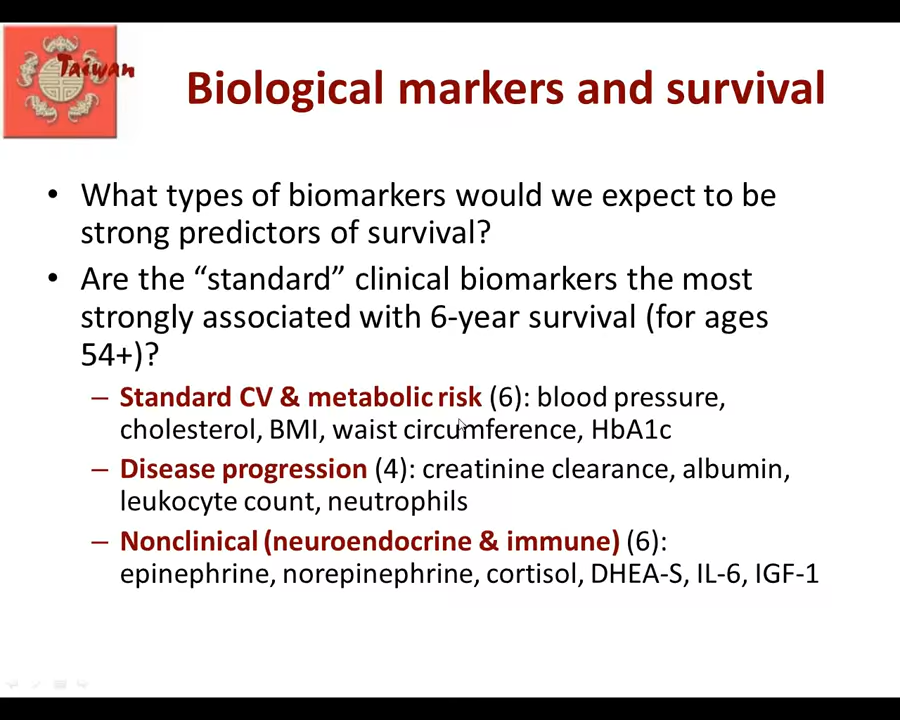 Taiwan
Biological markers and survival
• What types of biomarkers would we expect to be
strong predictors of survival?
• Are the “standard” clinical biomarkers the most
strongly associated with 6-year survival (for ages
54+)?
– Standard CV & metabolic risk (6): blood pressure,
cholesterol, BMI, waist circumference, HbA1c
– Disease progression (4): creatinine clearance, albumin,
leukocyte count, neutrophils
– Nonclinical (neuroendocrine & immune) (6):
epinephrine, norepinephrine, cortisol, DHEA-S, IL-6, IGF-1